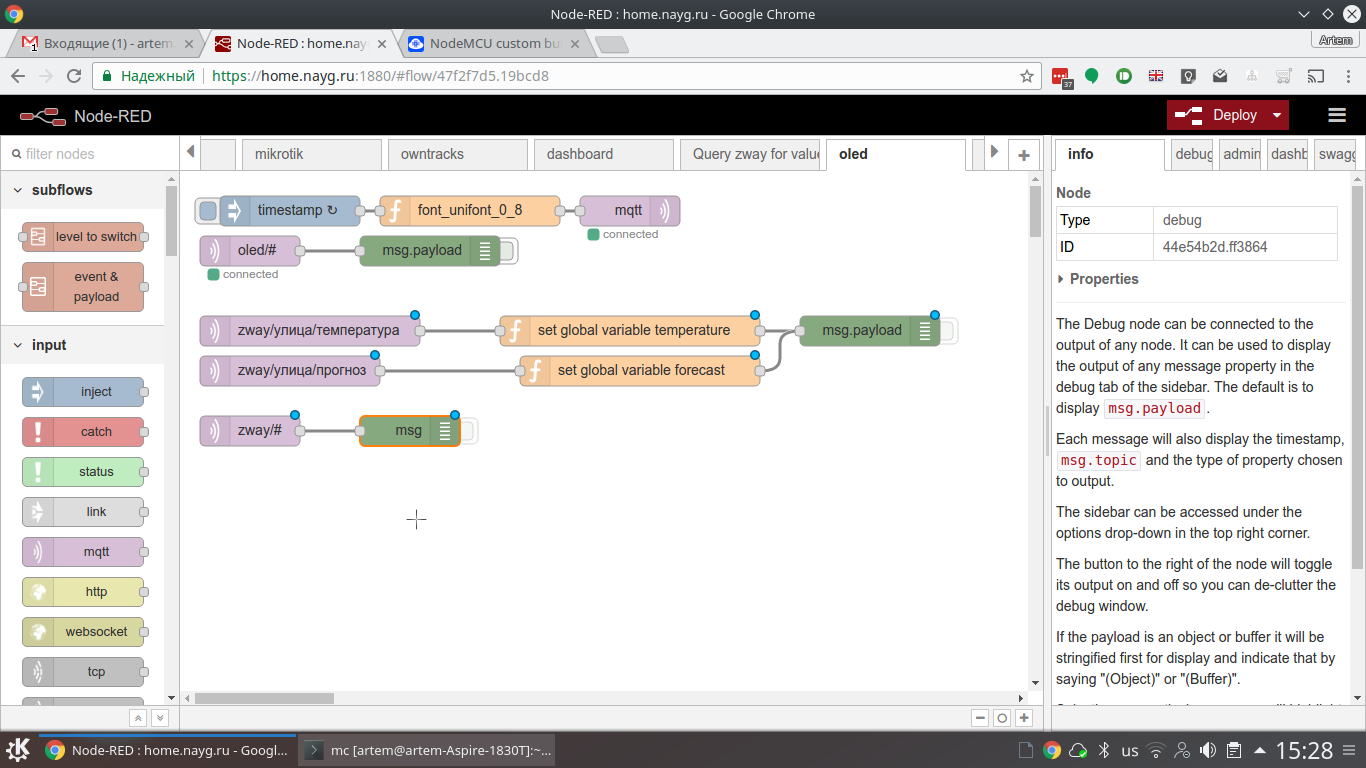 Node-RED : home.nayg.ru - Google Chrome
Входящие (1) - artem
Node-RED : home.nay
NodeMCU custom bu
Artem
Надежный
https://home.nayg.ru:1880/#flow/47f2f7d5.19bcd8
37
Node-RED
Deploy
filter nodes
mikrotik
owntracks
dashboard
Query zway for value
oled
info
debug
admin
dashb
swagg
subflows
level to switch
event &
payload
input
inject
catch
status
link
mqtt
http
websocket
tcp
timestamp ↻
font_unifont_0_8
mqtt
connected
oled/#
msg.payload
connected
zway/улица/температура
set global variable temperature
msg.payload
zway/улица/прогноз
set global variable forecast
zway/#
msg
Node
Type debug
ID 44e54b2d.ff3864
Properties
The Debug node can be connected to the
output of any node. It can be used to display
the output of any message property in the
debug tab of the sidebar. The default is to
display msg.payload .
Each message will also display the timestamp,
msg.topic and the type of property chosen
to output.
The sidebar can be accessed under the
options drop-down in the top right corner.
The button to the right of the node will toggle
its output on and off so you can de-clutter the
debug window.
If the payload is an object or buffer it will be
stringified first for display and indicate that by
saying "(Object)" or "(Buffer)".
Node-RED : home.nayg.ru - Googl...
mc [artem@artem-Aspire-1830T]:~...
us
15:28